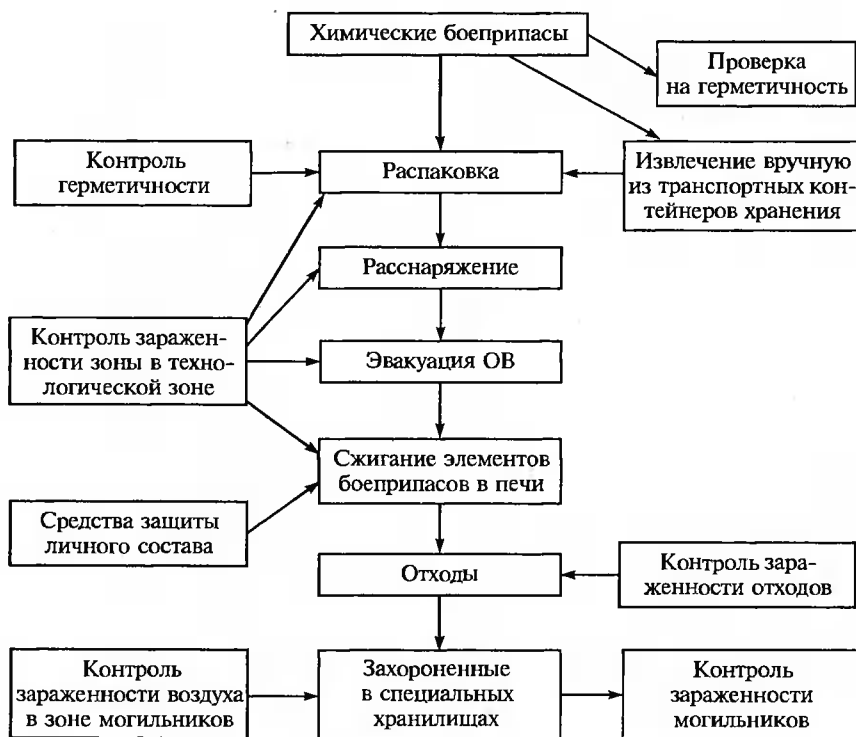 Химические боеприпасы
Проверка
на герметичность
Контроль
герметичности
Распаковка
Извлечение вручную
из транспортных кон-
тейнеров хранения
Расснаряжение
Контроль заражен-
ности зоны в техно-
логической зоне
Эвакуация ОВ
Сжигание элементов
боеприпасов в печи
Средства защиты
личного состава
Отходы
Контроль зара-
женности отходов
Контроль
зараженности воздуха
в зоне могильников
Захороненные
в специальных
хранилищах
Контроль
зараженности
могильников